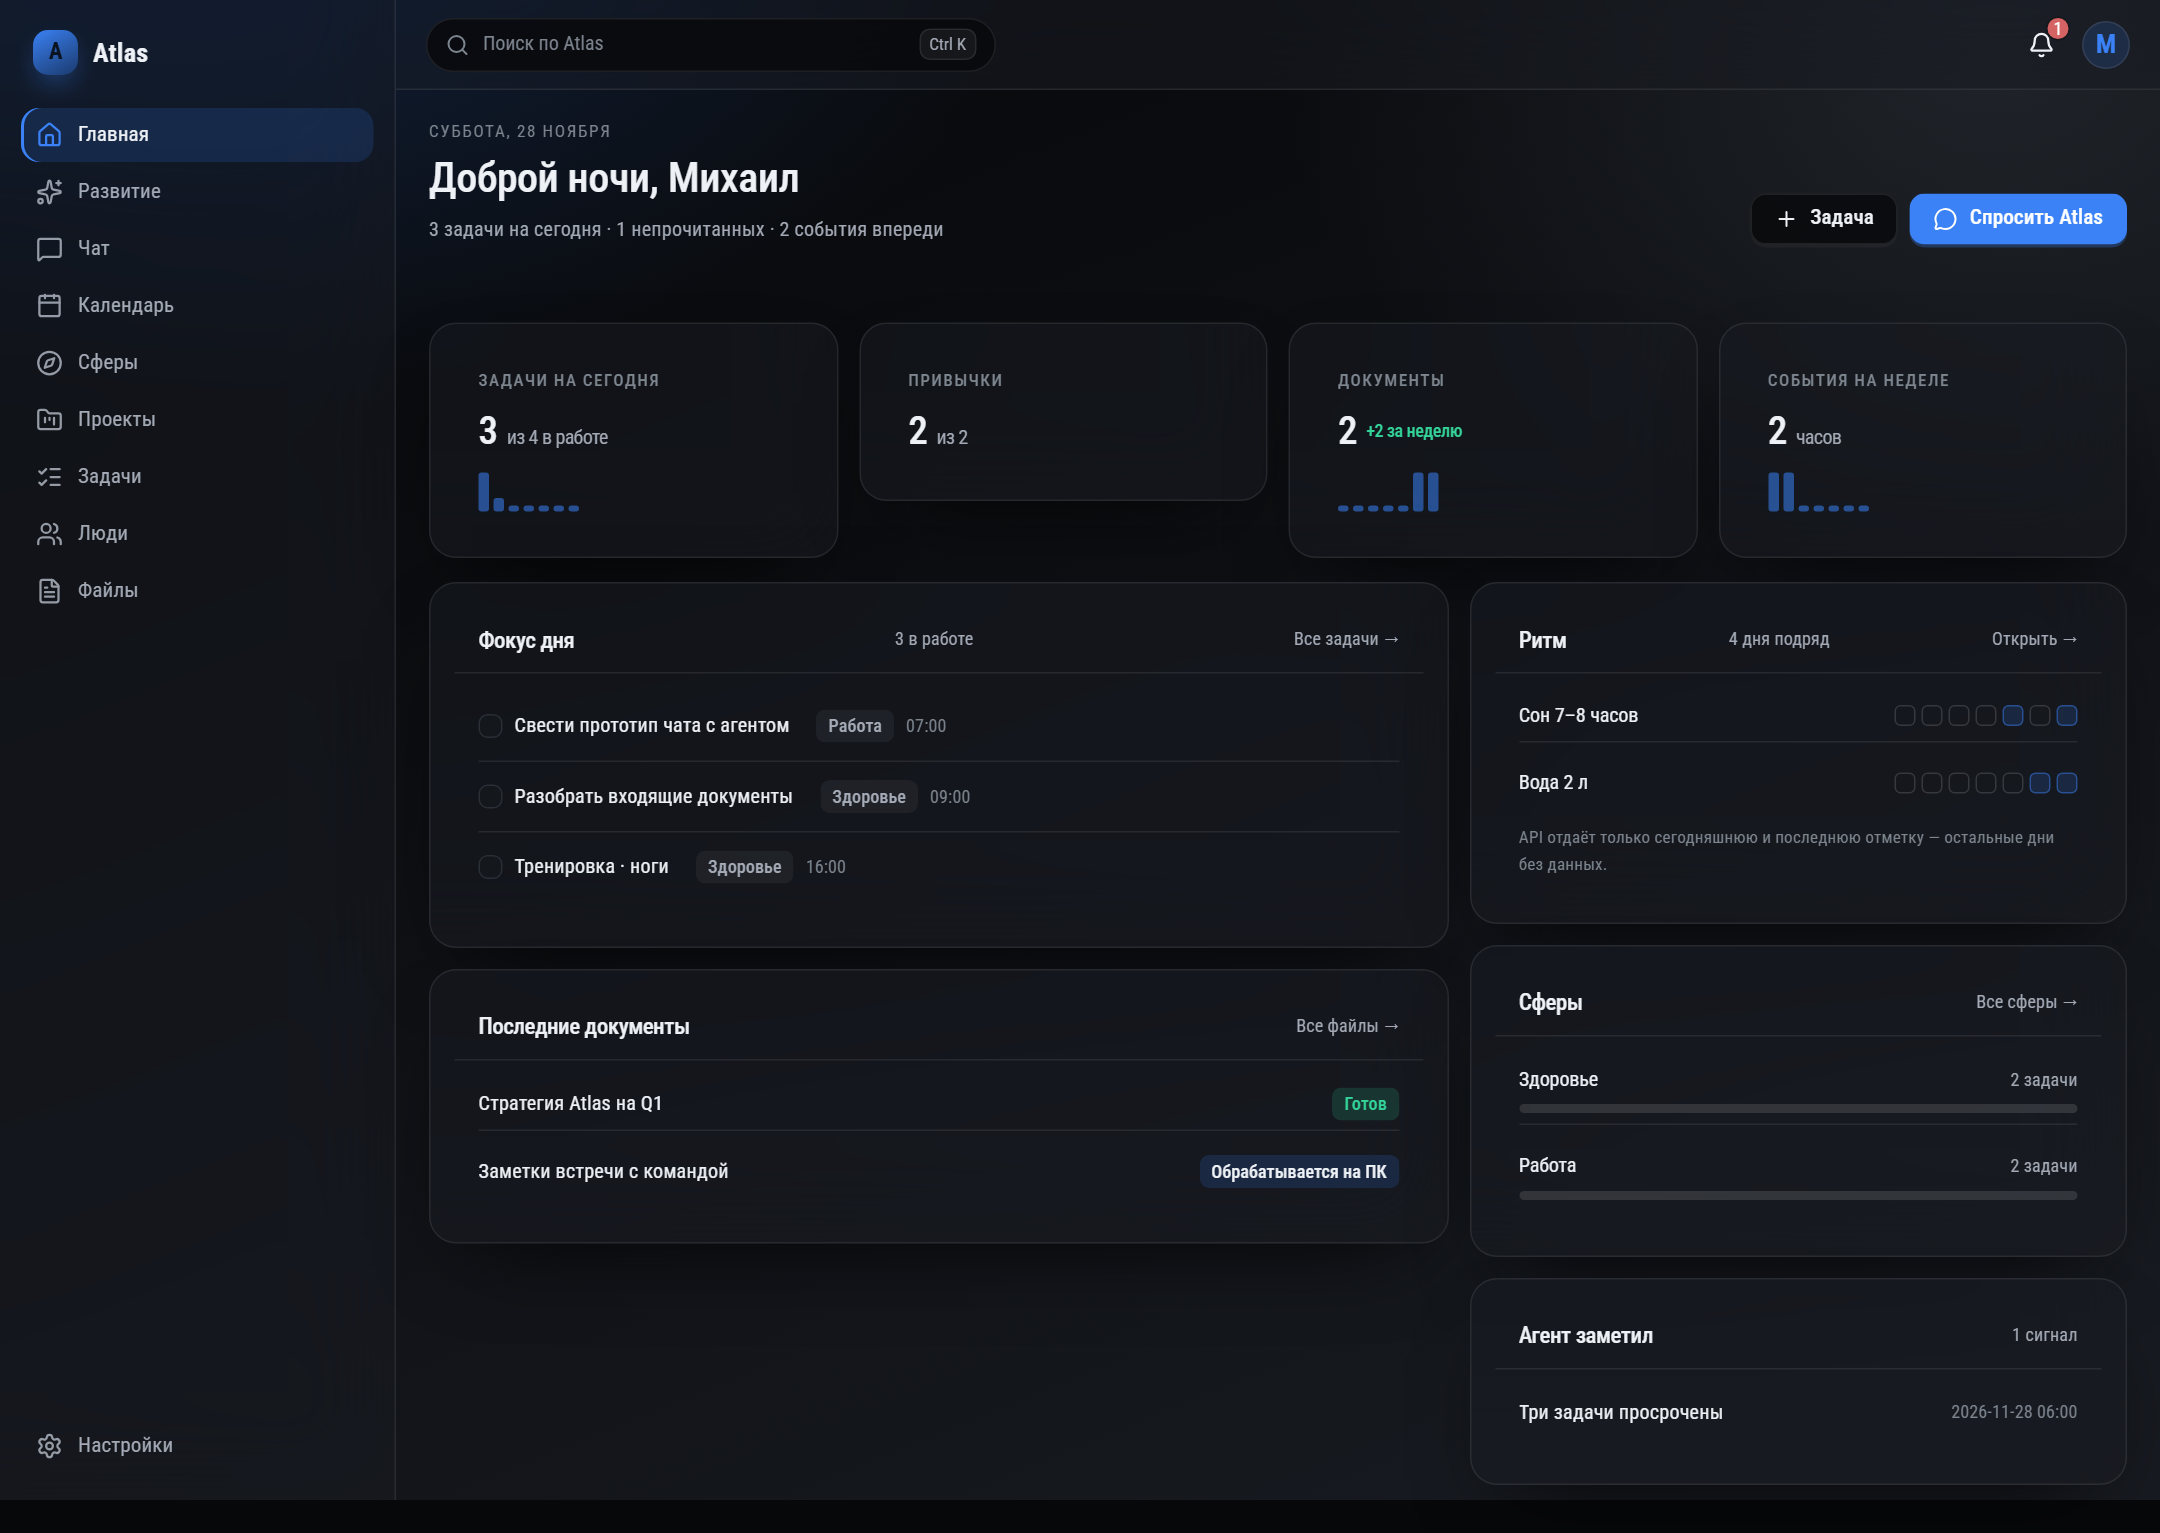 A
Atlas
Поиск по Atlas
Ctrl K
1
M
Главная
Развитие
Чат
Календарь
Сферы
Проекты
Задачи
Люди
Файлы
Настройки
СУББОТА, 28 НОЯБРЯ
Доброй ночи, Михаил
3 задачи на сегодня · 1 непрочитанных · 2 события впереди
Задача
Спросить Atlas
ЗАДАЧИ НА СЕГОДНЯ
3 из 4 в работе
ПРИВЫЧКИ
2 из 2
ДОКУМЕНТЫ
2 +2 за неделю
СОБЫТИЯ НА НЕДЕЛЕ
2 часов
Фокус дня
3 в работе
Все задачи →
Свести прототип чата с агентом Работа 07:00
Разобрать входящие документы Здоровье 09:00
Тренировка · ноги Здоровье 16:00
Последние документы
Все файлы →
Стратегия Atlas на Q1 Готов
Заметки встречи с командой Обрабатывается на ПК
Ритм
4 дня подряд
Открыть →
Сон 7–8 часов
Вода 2 л
API отдаёт только сегодняшнюю и последнюю отметку — остальные дни
без данных.
Сферы
Все сферы →
Здоровье 2 задачи
Работа 2 задачи
Агент заметил
1 сигнал
Три задачи просрочены 2026-11-28 06:00